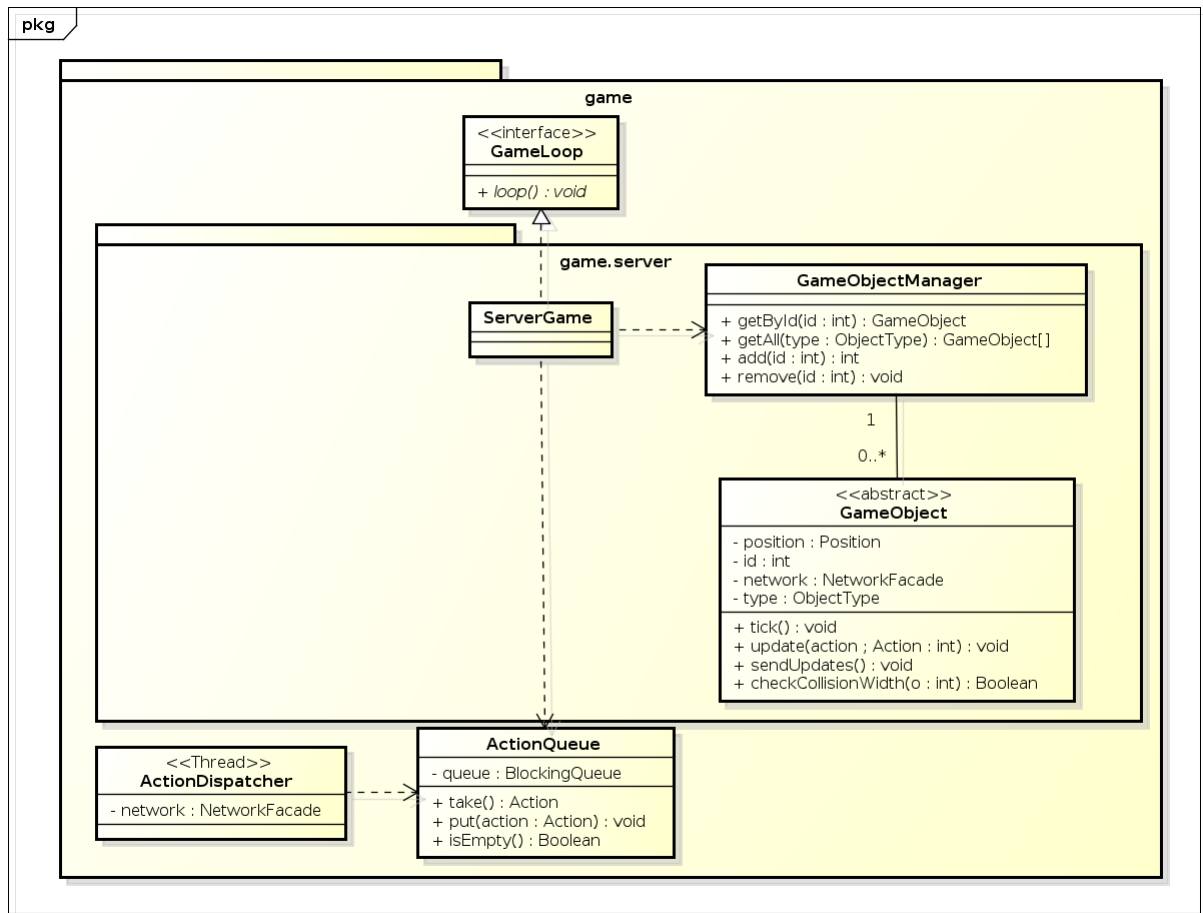 pkg
game
<<interface>>
GameLoop
+ loop() : void
game.server
ServerGame
GameObjectManager
+ getById(id : int) : GameObject
+ getAll(type : ObjectType) : GameObject[]
+ add(id : int) : int
+ remove(id : int) : void
1
0..*
<<abstract>>
GameObject
- position : Position
- id : int
- network : NetworkFacade
- type : ObjectType
+ tick() : void
+ update(action ; Action : int) : void
+ sendUpdates() : void
+ checkCollisionWidth(o : int) : Boolean
<<Thread>>
ActionDispatcher
- network : NetworkFacade
ActionQueue
- queue : BlockingQueue
+ take() : Action
+ put(action : Action) : void
+ isEmpty() : Boolean